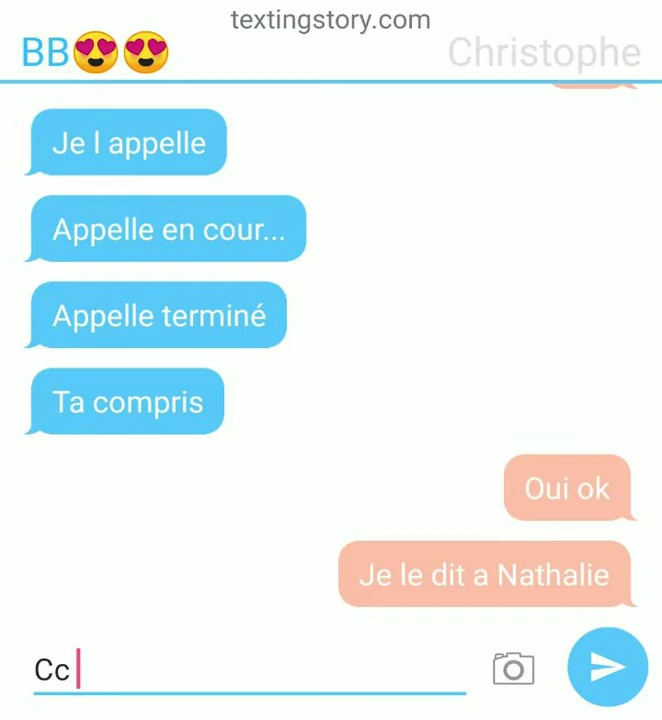 textingstory.com
BB😍😍 Christophe
Je l appelle
Appelle en cour...
Appelle terminé
Ta compris
Oui ok
Je le dit a Nathalie
Cc